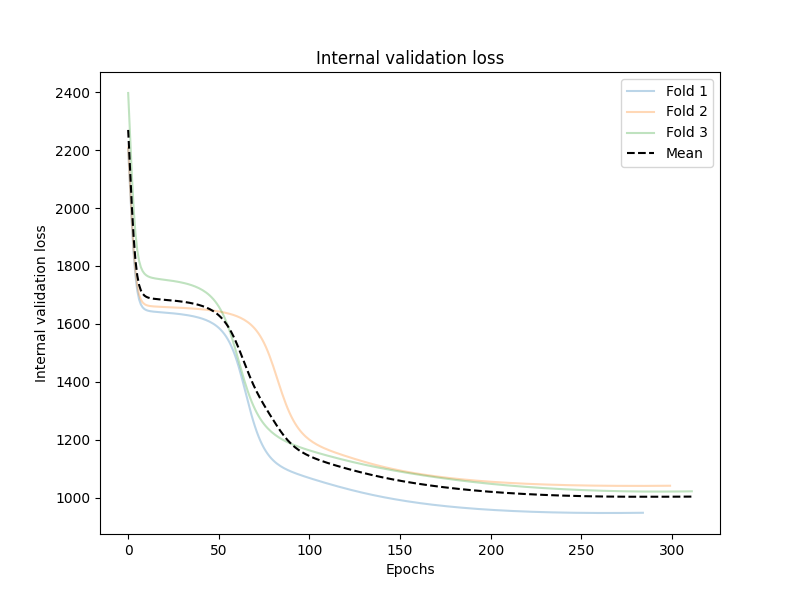 Internal validation loss
Fold 1
Fold 2
Fold 3
Mean
Internal validation loss
2400
2200
2000
1800
1600
1400
1200
1000
0 50 100 150 200 250 300
Epochs